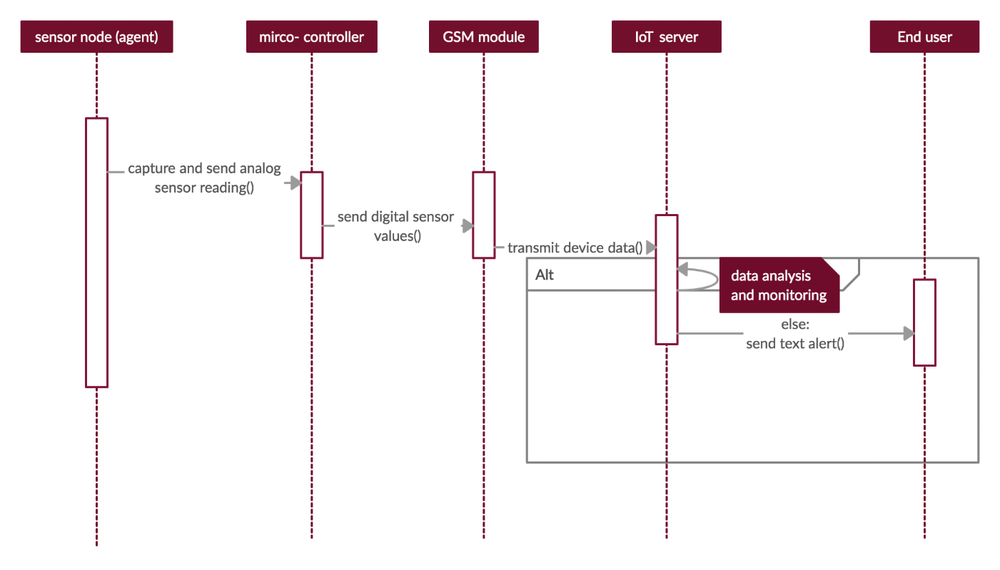 sensor node (agent)
mirco- controller
GSM module
IoT server
End user
capture and send analog
sensor reading()
send digital sensor
values()
transmit device data()
Alt
data analysis
and monitoring
else:
send text alert()